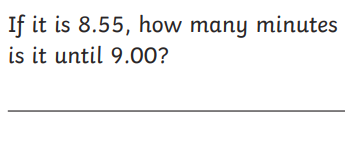 If it is 8.55, how many minutes
is it until 9.00?